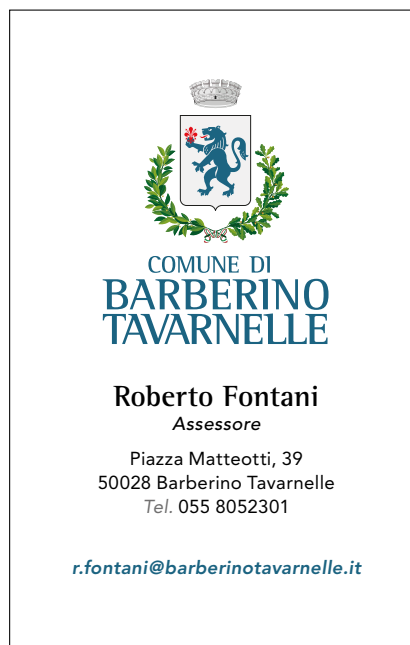 COMUNE DI
BARBERINO
TAVARNELLE
Roberto Fontani
Assessore
Piazza Matteotti, 39
50028 Barberino Tavarnelle
Tel. 055 8052301
r.fontani@barberinotavarnelle.it